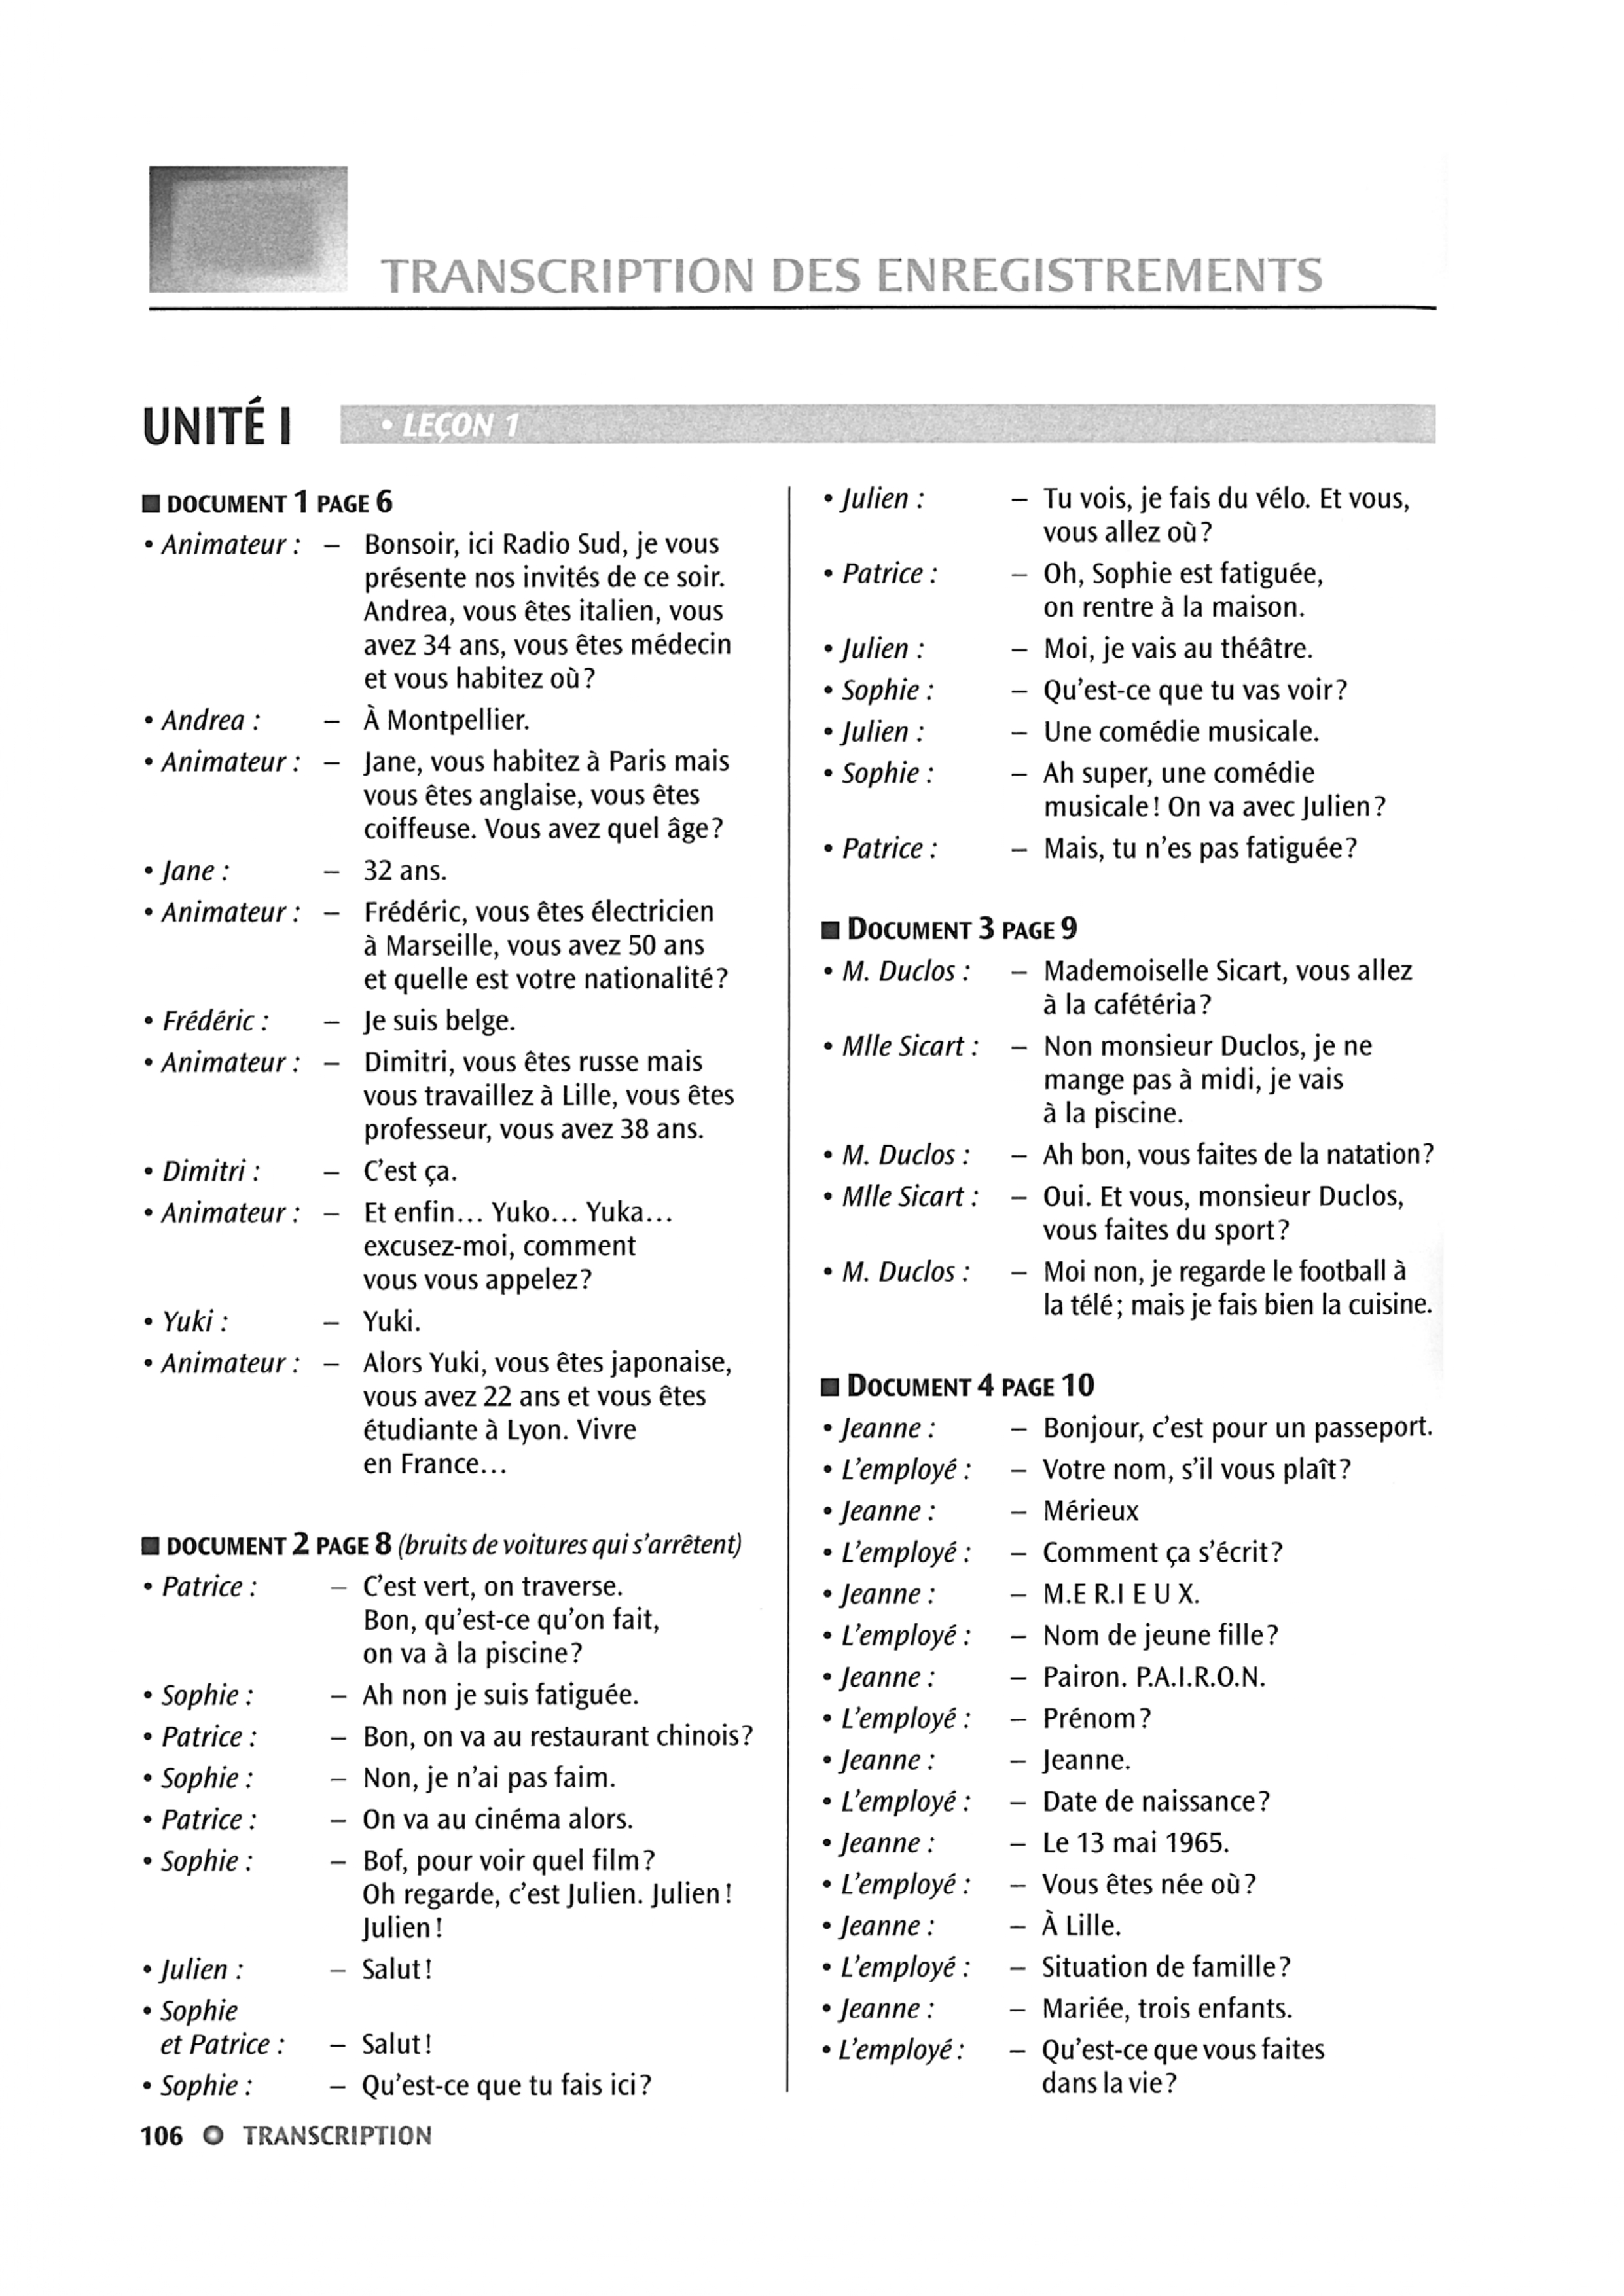 TRANSCRIPTION DES ENREGISTREMENTS
UNITÉ I
• LEÇON 1
■ DOCUMENT 1 PAGE 6
• Animateur : – Bonsoir, ici Radio Sud, je vous
présente nos invités de ce soir.
Andrea, vous êtes italien, vous
avez 34 ans, vous êtes médecin
et vous habitez où ?
• Andrea : – À Montpellier.
• Animateur : – Jane, vous habitez à Paris mais
vous êtes anglaise, vous êtes
coiffeuse. Vous avez quel âge ?
• Jane : – 32 ans.
• Animateur : – Frédéric, vous êtes électricien
à Marseille, vous avez 50 ans
et quelle est votre nationalité ?
• Frédéric : – Je suis belge.
• Animateur : – Dimitri, vous êtes russe mais
vous travaillez à Lille, vous êtes
professeur, vous avez 38 ans.
• Dimitri : – C'est ça.
• Animateur : – Et enfin... Yuko... Yuka...
excusez-moi, comment
vous vous appelez ?
• Yuki : – Yuki.
• Animateur : – Alors Yuki, vous êtes japonaise,
vous avez 22 ans et vous êtes
étudiante à Lyon. Vivre
en France...
■ DOCUMENT 2 PAGE 8 (bruits de voitures qui s'arrêtent)
• Patrice : – C'est vert, on traverse.
Bon, qu'est-ce qu'on fait,
on va à la piscine ?
• Sophie : – Ah non je suis fatiguée.
• Patrice : – Bon, on va au restaurant chinois ?
• Sophie : – Non, je n'ai pas faim.
• Patrice : – On va au cinéma alors.
• Sophie : – Bof, pour voir quel film ?
Oh regarde, c'est Julien. Julien !
Julien !
• Julien : – Salut !
• Sophie
et Patrice : – Salut !
• Sophie : – Qu'est-ce que tu fais ici ?
• Julien : – Tu vois, je fais du vélo. Et vous,
vous allez où ?
• Patrice : – Oh, Sophie est fatiguée,
on rentre à la maison.
• Julien : – Moi, je vais au théâtre.
• Sophie : – Qu'est-ce que tu vas voir ?
• Julien : – Une comédie musicale.
• Sophie : – Ah super, une comédie
musicale ! On va avec Julien ?
• Patrice : – Mais, tu n'es pas fatiguée ?
■ DOCUMENT 3 PAGE 9
• M. Duclos : – Mademoiselle Sicart, vous allez
à la cafétéria ?
• Mlle Sicart : – Non monsieur Duclos, je ne
mange pas à midi, je vais
à la piscine.
• M. Duclos : – Ah bon, vous faites de la natation ?
• Mlle Sicart : – Oui. Et vous, monsieur Duclos,
vous faites du sport ?
• M. Duclos : – Moi non, je regarde le football à
la télé ; mais je fais bien la cuisine.
■ DOCUMENT 4 PAGE 10
• Jeanne : – Bonjour, c'est pour un passeport.
• L'employé : – Votre nom, s'il vous plaît ?
• Jeanne : – Mérieux
• L'employé : – Comment ça s'écrit ?
• Jeanne : – M.E R.I E U X.
• L'employé : – Nom de jeune fille ?
• Jeanne : – Pairon. P.A.I.R.O.N.
• L'employé : – Prénom ?
• Jeanne : – Jeanne.
• L'employé : – Date de naissance ?
• Jeanne : – Le 13 mai 1965.
• L'employé : – Vous êtes née où ?
• Jeanne : – À Lille.
• L'employé : – Situation de famille ?
• Jeanne : – Mariée, trois enfants.
• L'employé : – Qu'est-ce que vous faites
dans la vie ?
106 TRANSCRIPTION